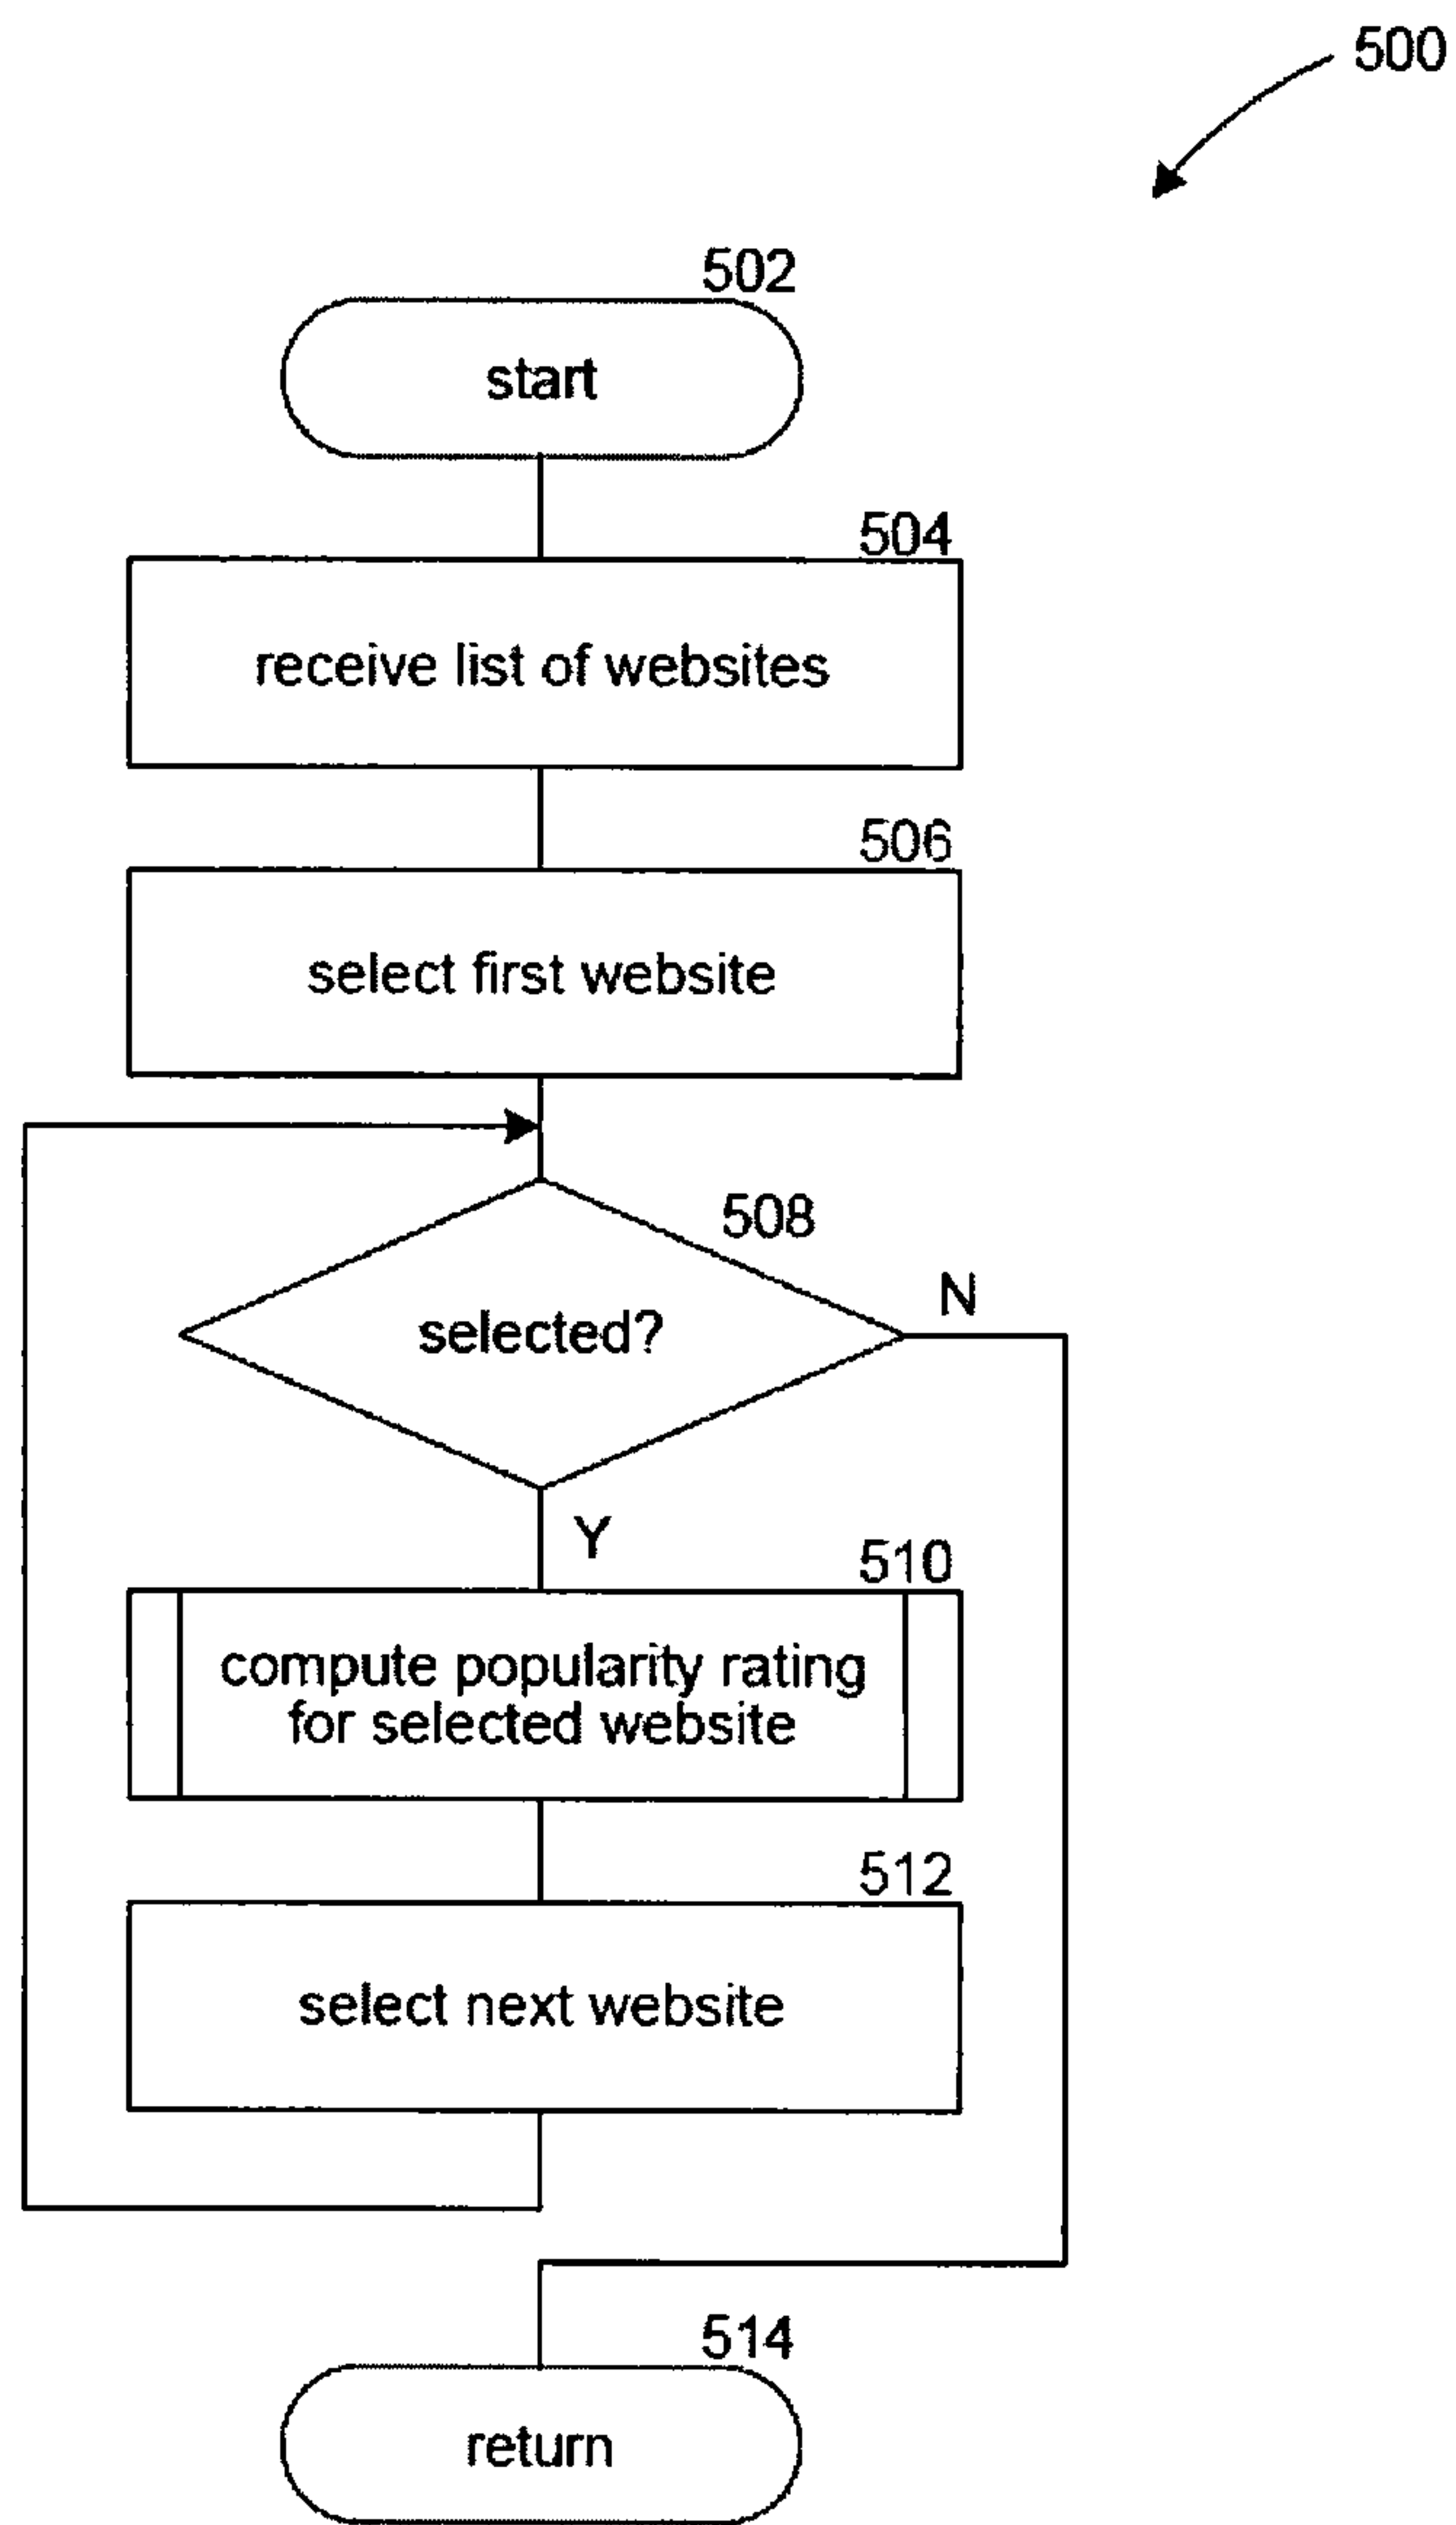 500
502
start
504
receive list of websites
506
select first website
508
selected?
N
Y
510
compute popularity rating
for selected website
512
select next website
514
return